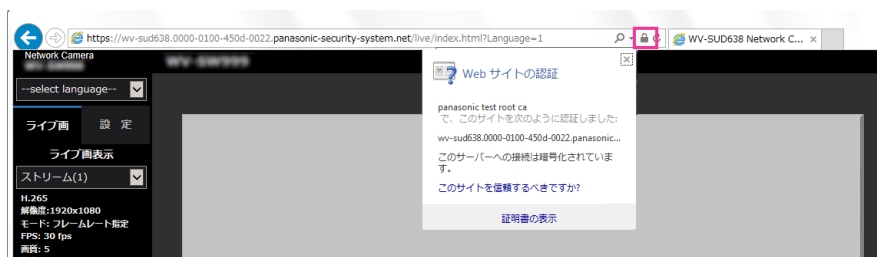 https://wv-sud638.0000-0100-450d-0022.panasonic-security-system.net/live/index.html?Language=1
WV-SUD638 Network C...
Network Camera
WV-SW999
--select language--
ライブ画
設 定
ライブ画表示
ストリーム(1)
H.265
解像度:1920x1080
モード: フレームレート指定
FPS: 30 fps
画質: 5
Web サイトの認証
panasonic test root ca
で、このサイトを次のように認証しました:
wv-sud638.0000-0100-450d-0022.panasonic...
このサーバーへの接続は暗号化されていま
す。
このサイトを信頼するべきですか?
証明書の表示